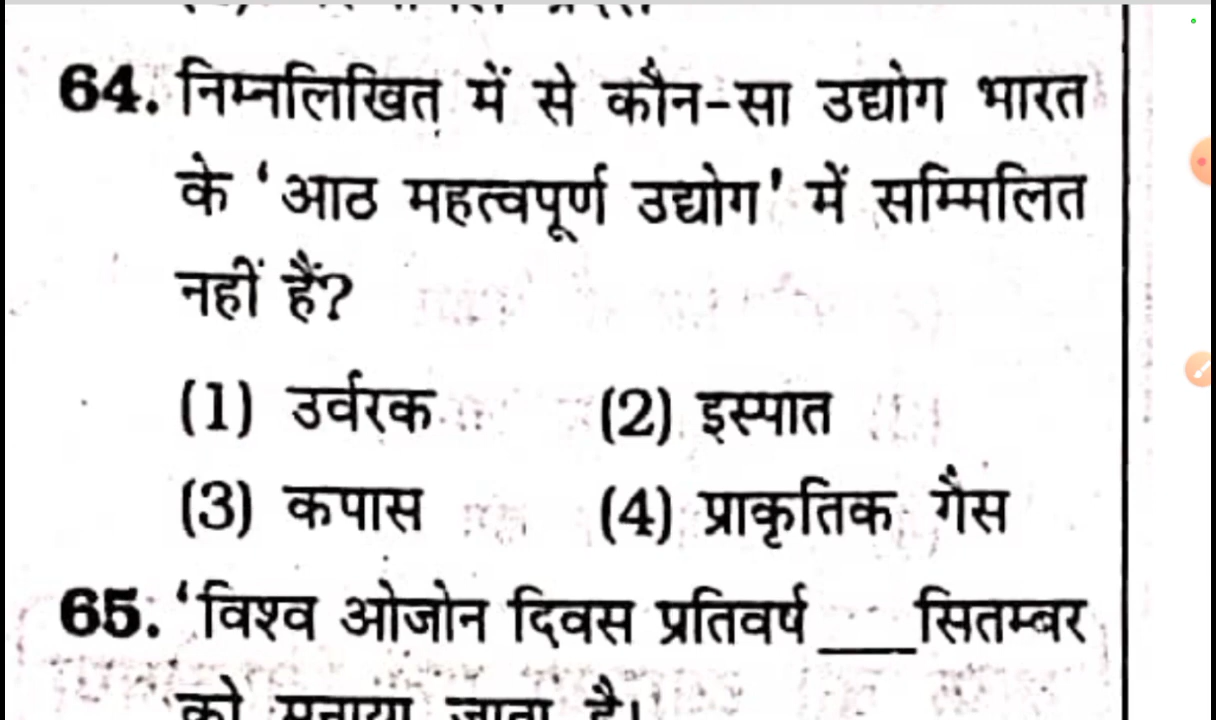 64. निम्नलिखित में से कौन-सा उद्योग भारत
के ‘आठ महत्वपूर्ण उद्योग’ में सम्मिलित
नहीं हैं?
(1) उर्वरक (2) इस्पात
(3) कपास (4) प्राकृतिक गैस
65. ‘विश्व ओजोन दिवस प्रतिवर्ष ___ सितम्बर
को मनाया जाता है।